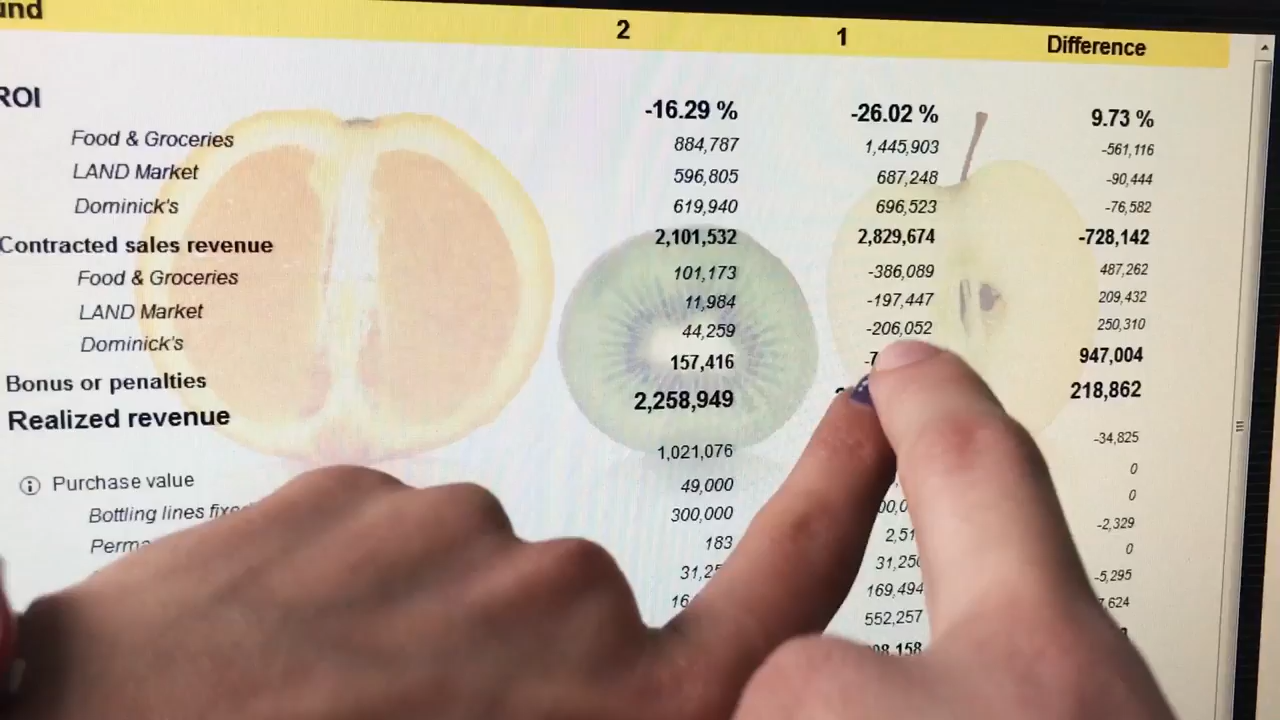 2 1 Difference
ROI -16.29 % -26.02 % 9.73 %
Food & Groceries 884,787 1,445,903 -561,116
LAND Market 596,805 687,248 -90,444
Dominick's 619,940 696,523 -76,582
Contracted sales revenue 2,101,532 2,829,674 -728,142
Food & Groceries 101,173 -386,089 487,262
LAND Market 11,984 -197,447 209,432
Dominick's 44,259 -206,052 250,310
Bonus or penalties 157,416 947,004
Realized revenue 2,258,949 218,862
Purchase value 1,021,076 -34,825
Bottling lines 49,000 0
300,000 0
183 -2,329
31,250 0
169,494 -5,295
552,257